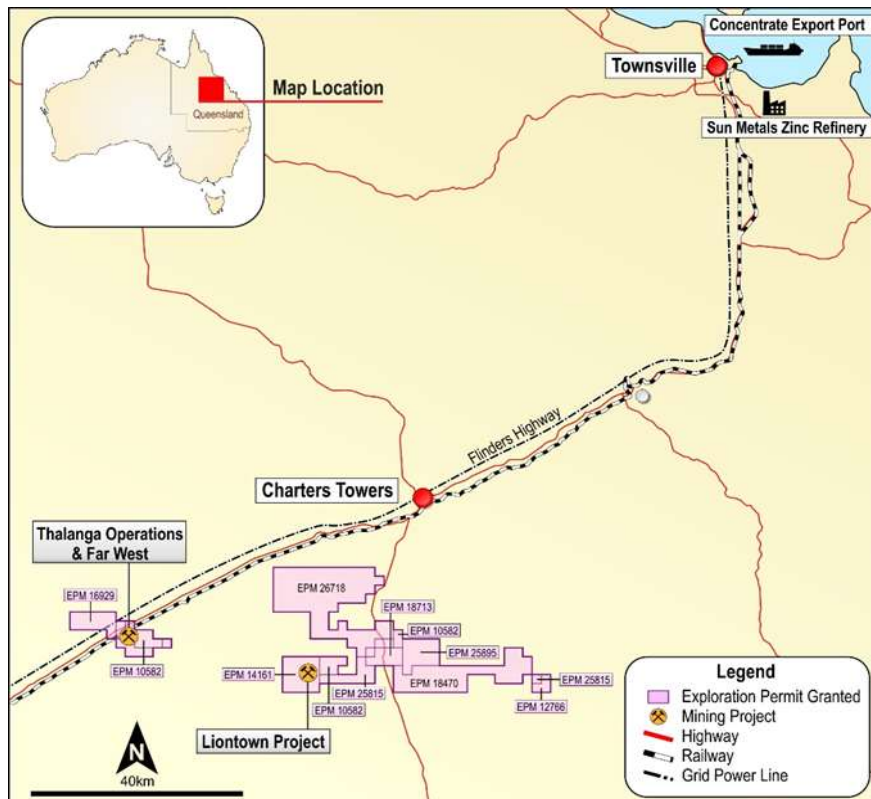 Concentrate Export Port
Townsville
Map Location
Queensland
Sun Metals Zinc Refinery
Flinders Highway
Charters Towers
Thalanga Operations
& Far West
EPM 26718
EPM 16929
EPM 18713
EPM 10582
EPM 10582
EPM 25895
EPM 14161
EPM 25815
EPM 18470
EPM 25815
EPM 10582
EPM 12766
Liontown Project
N
40km
Legend
Exploration Permit Granted
Mining Project
Highway
Railway
Grid Power Line